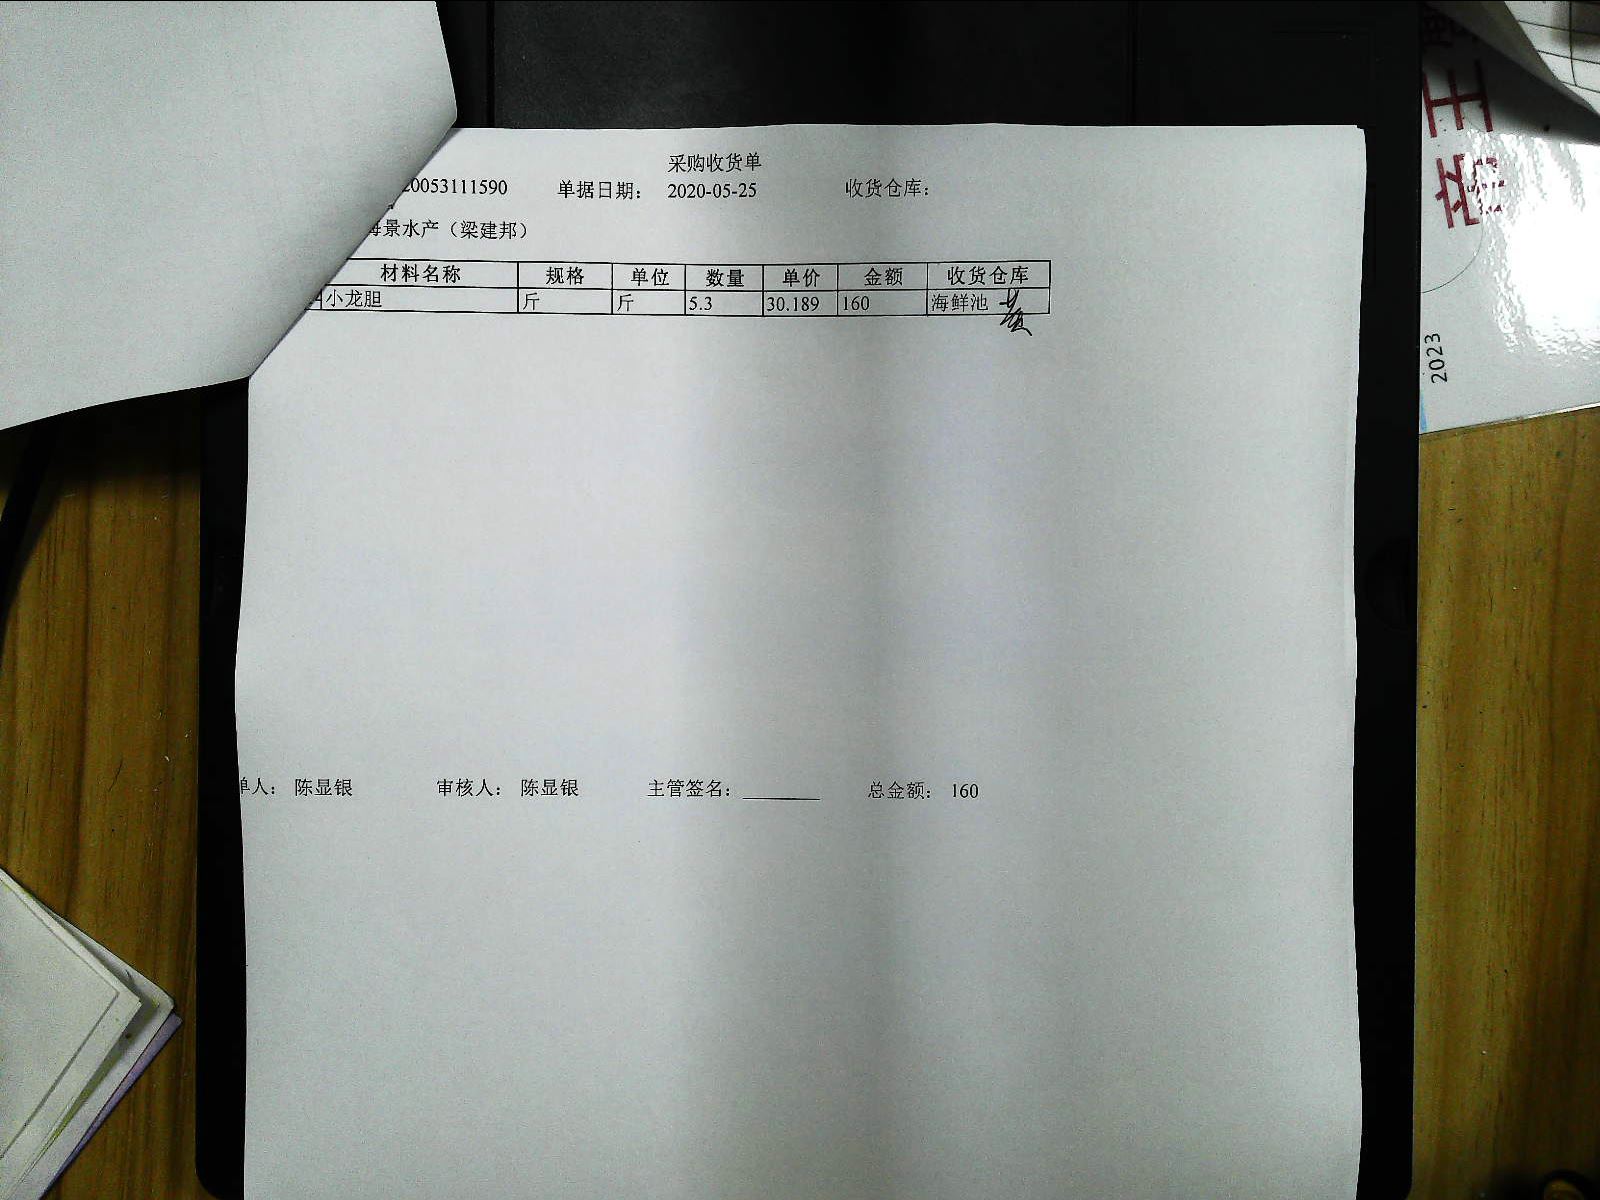 采购收货单
20053111590 单据日期： 2020-05-25 收货仓库：
海景水产（梁建邦）
材料名称 规格 单位 数量 单价 金额 收货仓库
小龙胆 斤 斤 5.3 30.189 160 海鲜池
单人： 陈显银 审核人： 陈显银 主管签名： 总金额： 160
2023